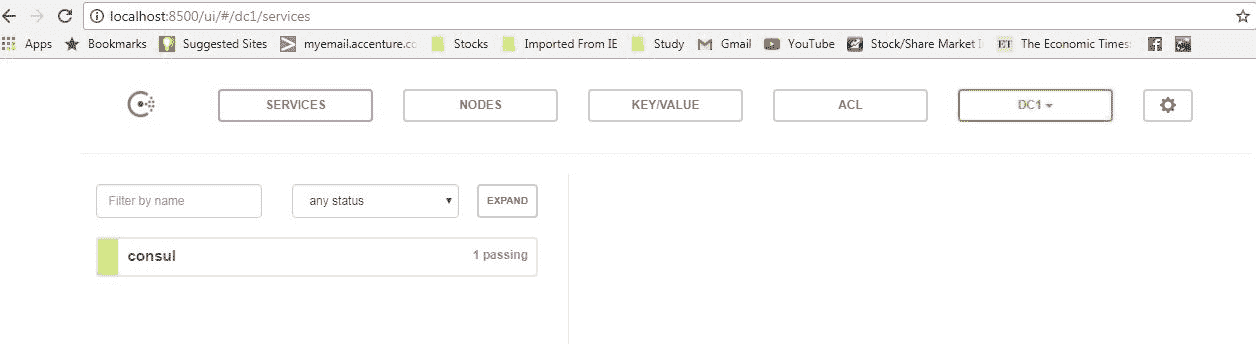 localhost:8500/ui/#/dc1/services
Apps Bookmarks Suggested Sites myemail.accenture.cc Stocks Imported From IE Study Gmail YouTube Stock/Share Market I ET The Economic Times:
SERVICES NODES KEY/VALUE ACL DC1
Filter by name any status EXPAND
consul 1 passing